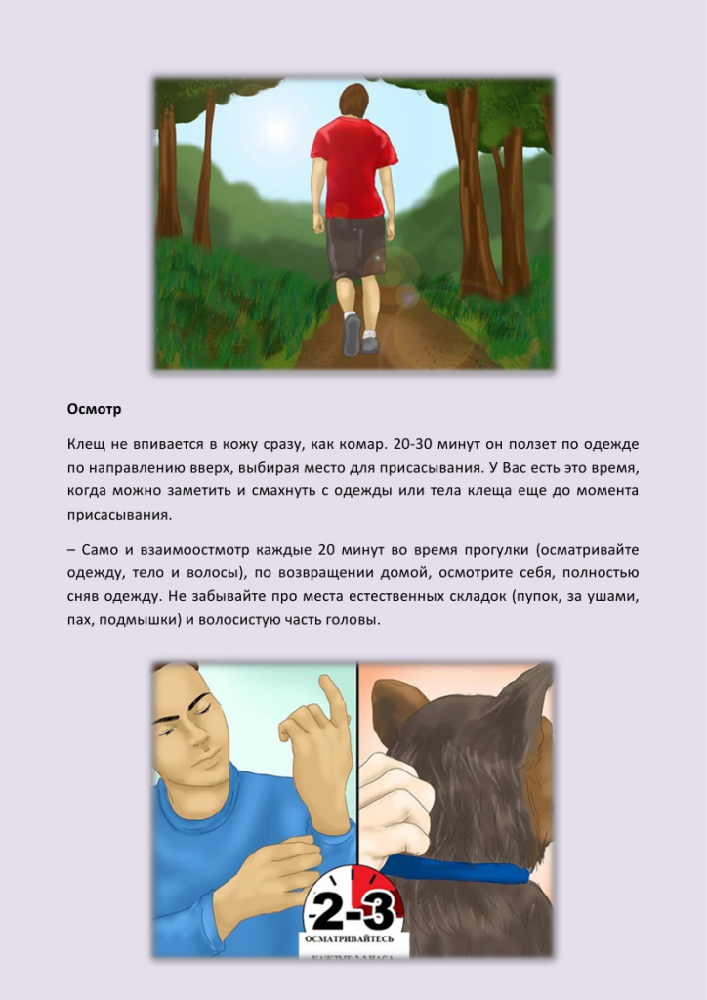 Осмотр
Клещ не впивается в кожу сразу, как комар. 20-30 минут он ползет по одежде
по направлению вверх, выбирая место для присасывания. У Вас есть это время,
когда можно заметить и смахнуть с одежды или тела клеща еще до момента
присасывания.
– Само и взаимоостмотр каждые 20 минут во время прогулки (осматривайте
одежду, тело и волосы), по возвращении домой, осмотрите себя, полностью
сняв одежду. Не забывайте про места естественных складок (пупок, за ушами,
пах, подмышки) и волосистую часть головы.
2-3
ОСМАТРИВАЙТЕСЬ